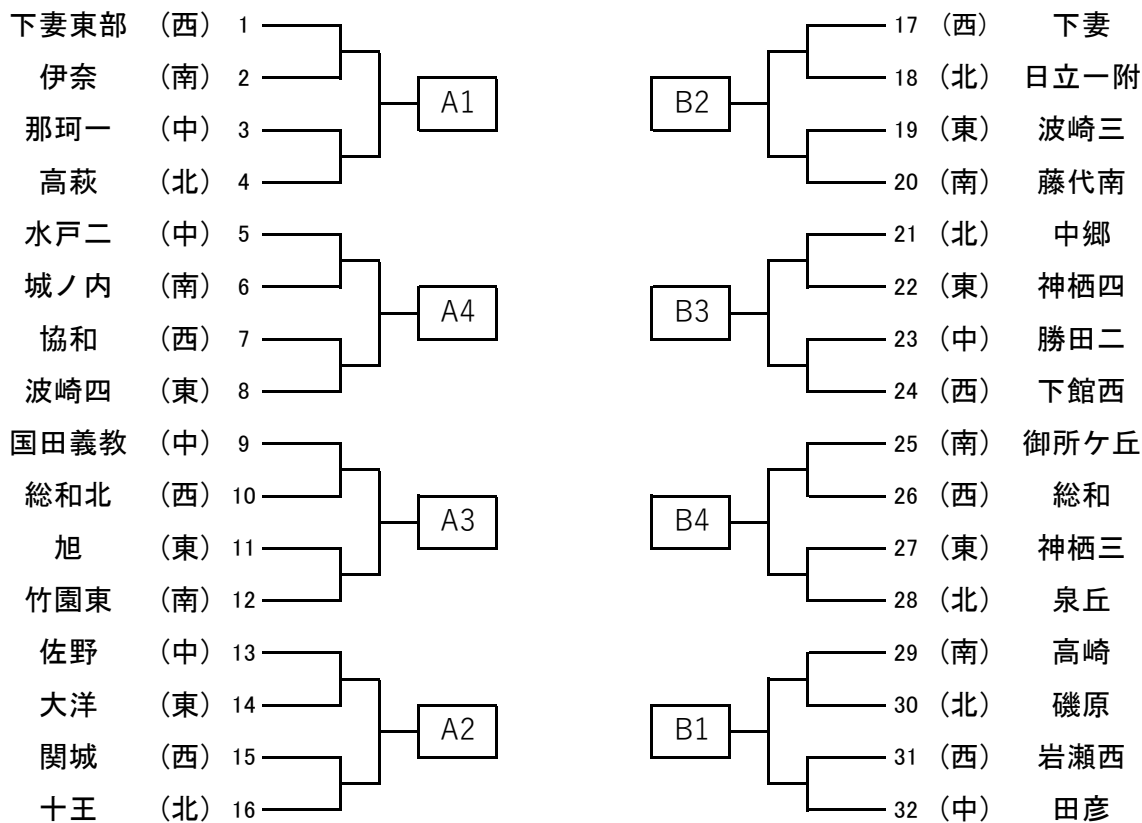 下妻東部 （西） 1
伊奈 （南） 2
A1
那珂一 （中） 3
高萩 （北） 4
水戸二 （中） 5
城ノ内 （南） 6
A4
協和 （西） 7
波崎四 （東） 8
国田義教 （中） 9
総和北 （西） 10
A3
旭 （東） 11
竹園東 （南） 12
佐野 （中） 13
大洋 （東） 14
A2
関城 （西） 15
十王 （北） 16
17 （西） 下妻
18 （北） 日立一附
B2
19 （東） 波崎三
20 （南） 藤代南
21 （北） 中郷
22 （東） 神栖四
B3
23 （中） 勝田二
24 （西） 下館西
25 （南） 御所ケ丘
26 （西） 総和
B4
27 （東） 神栖三
28 （北） 泉丘
29 （南） 高崎
30 （北） 磯原
B1
31 （西） 岩瀬西
32 （中） 田彦